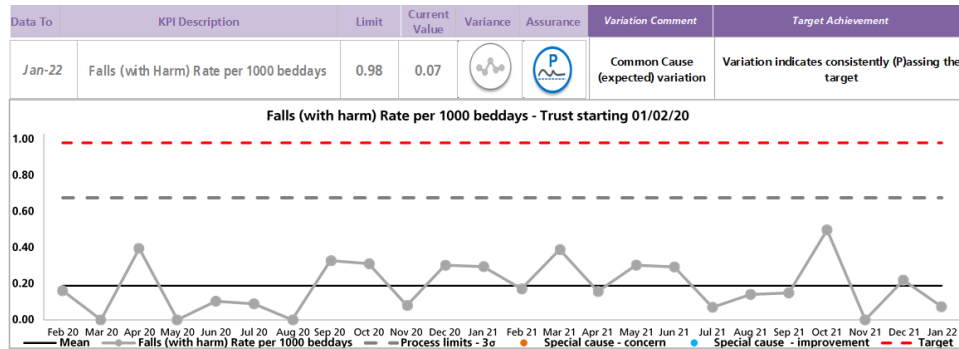 Data To KPI Description Limit Current Value Variance Assurance Variation Comment Target Achievement
Jan-22 Falls (with Harm) Rate per 1000 beddays 0.98 0.07 P Common Cause (expected) variation Variation indicates consistently (P)assing the target
Falls (with harm) Rate per 1000 beddays - Trust starting 01/02/20
1.00
0.80
0.60
0.40
0.20
0.00
Feb 20 Mar 20 Apr 20 May 20 Jun 20 Jul 20 Aug 20 Sep 20 Oct 20 Nov 20 Dec 20 Jan 21 Feb 21 Mar 21 Apr 21 May 21 Jun 21 Jul 21 Aug 21 Sep 21 Oct 21 Nov 21 Dec 21 Jan 22
Mean Falls (with harm) Rate per 1000 beddays Process limits - 3σ Special cause - concern Special cause - improvement Target